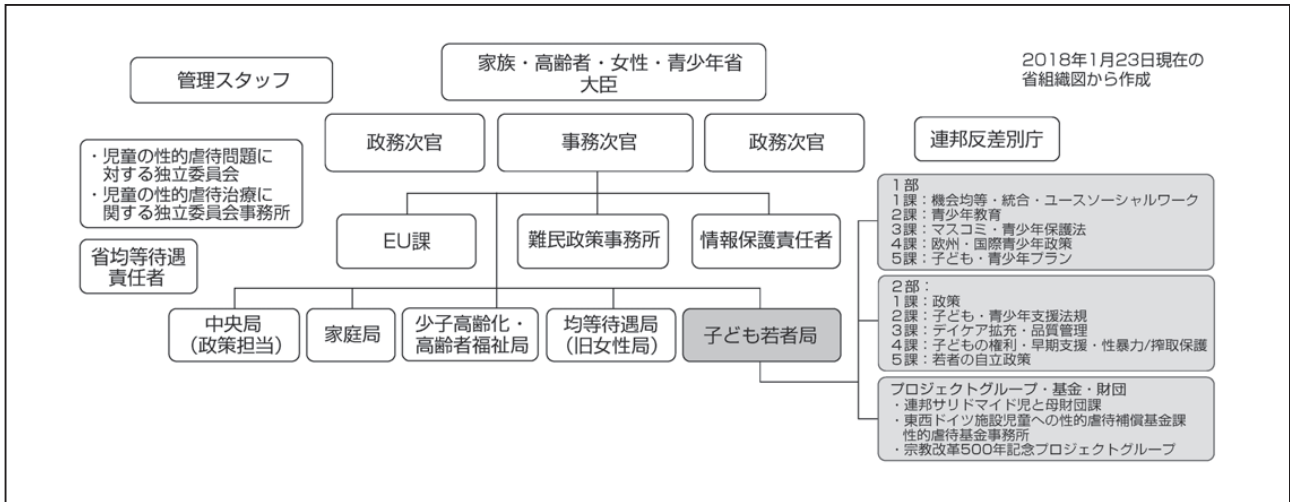 家族・高齢者・女性・青少年省
大臣
2018年1月23日現在の
省組織図から作成
管理スタッフ
政務次官
事務次官
政務次官
連邦反差別庁
・児童の性的虐待問題に
対する独立委員会
・児童の性的虐待治療に
関する独立委員会事務所
省均等待遇
責任者
EU課
難民政策事務所
情報保護責任者
中央局
（政策担当）
家庭局
少子高齢化・
高齢者福祉局
均等待遇局
（旧女性局）
子ども若者局
1部
1課：機会均等・統合・ユースソーシャルワーク
2課：青少年教育
3課：マスコミ・青少年保護法
4課：欧州・国際青少年政策
5課：子ども・青少年プラン
2部：
1課：政策
2課：子ども・青少年支援法規
3課：デイケア拡充・品質管理
4課：子どもの権利・早期支援・性暴力/搾取保護
5課：若者の自立政策
プロジェクトグループ・基金・財団
・連邦サリドマイド児と母財団課
・東西ドイツ施設児童への性的虐待補償基金課
性的虐待基金事務所
・宗教改革500年記念プロジェクトグループ